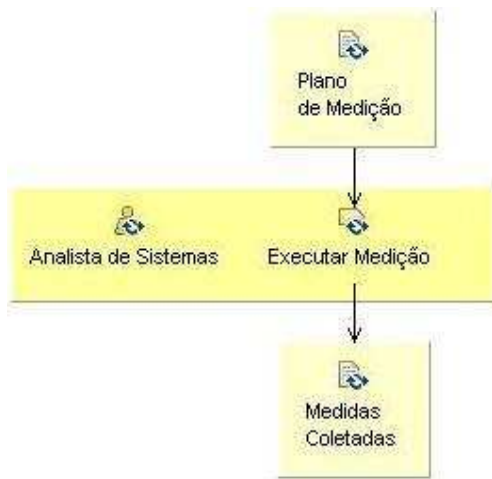 Plano
de Medição
Analista de Sistemas
Executar Medição
Medidas
Coletadas